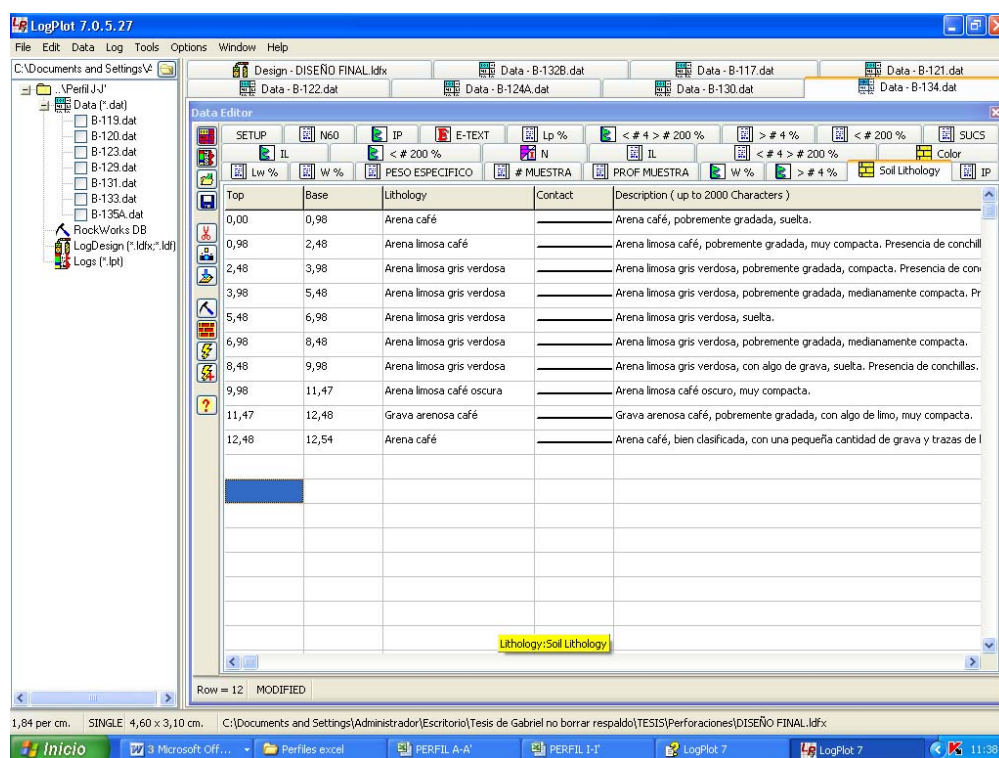 LogPlot 7.0.5.27
File Edit Data Log Tools Options Window Help
C:\Documents and Settings\A
..\Perfil J-J'
Data (*.dat)
B-119.dat
B-120.dat
B-123.dat
B-129.dat
B-131.dat
B-133.dat
B-135A.dat
RockWorks DB
LogDesign (*.ldfx;*.ldf)
Logs (*.lpt)
Design - DISEÑO FINAL.ldfx Data - B-132B.dat Data - B-117.dat Data - B-121.dat
Data - B-122.dat Data - B-124A.dat Data - B-130.dat Data - B-134.dat
Data Editor
SETUP N60 IP E-TEXT Lp % < # 4 > # 200 % > # 4 % < # 200 % SUCS
IL < # 200 % N IL < # 4 > # 200 % Color
Lw % W % PESO ESPECIFICO # MUESTRA PROF MUESTRA W % > # 4 % Soil Lithology IP
Top Base Lithology Contact Description ( up to 2000 Characters )
0,00 0,98 Arena café Arena café, pobremente gradada, suelta.
0,98 2,48 Arena limosa café Arena limosa café, pobremente gradada, muy compacta. Presencia de conchill
2,48 3,98 Arena limosa gris verdosa Arena limosa gris verdosa, pobremente gradada, compacta. Presencia de con
3,98 5,48 Arena limosa gris verdosa Arena limosa gris verdosa, pobremente gradada, medianamente compacta. Pr
5,48 6,98 Arena limosa gris verdosa Arena limosa gris verdosa, suelta.
6,98 8,48 Arena limosa gris verdosa Arena limosa gris verdosa, pobremente gradada, medianamente compacta.
8,48 9,98 Arena limosa gris verdosa Arena limosa gris verdosa, con algo de grava, suelta. Presencia de conchillas.
9,98 11,47 Arena limosa café oscura Arena limosa café oscuro, muy compacta.
11,47 12,48 Grava arenosa café Grava arenosa café, pobremente gradada, con algo de limo, muy compacta.
12,48 12,54 Arena café Arena café, bien clasificada, con una pequeña cantidad de grava y trazas de l
Lithology:Soil Lithology
Row = 12 MODIFIED
1,84 per cm. SINGLE 4,60 x 3,10 cm. C:\Documents and Settings\Administrador\Escritorio\Tesis de Gabriel no borrar respaldo\TESIS\Perforaciones\DISEÑO FINAL.ldfx
Inicio 3 Microsoft Off... Perfiles excel PERFIL A-A' PERFIL I-I' LogPlot 7 LogPlot 7 11:38